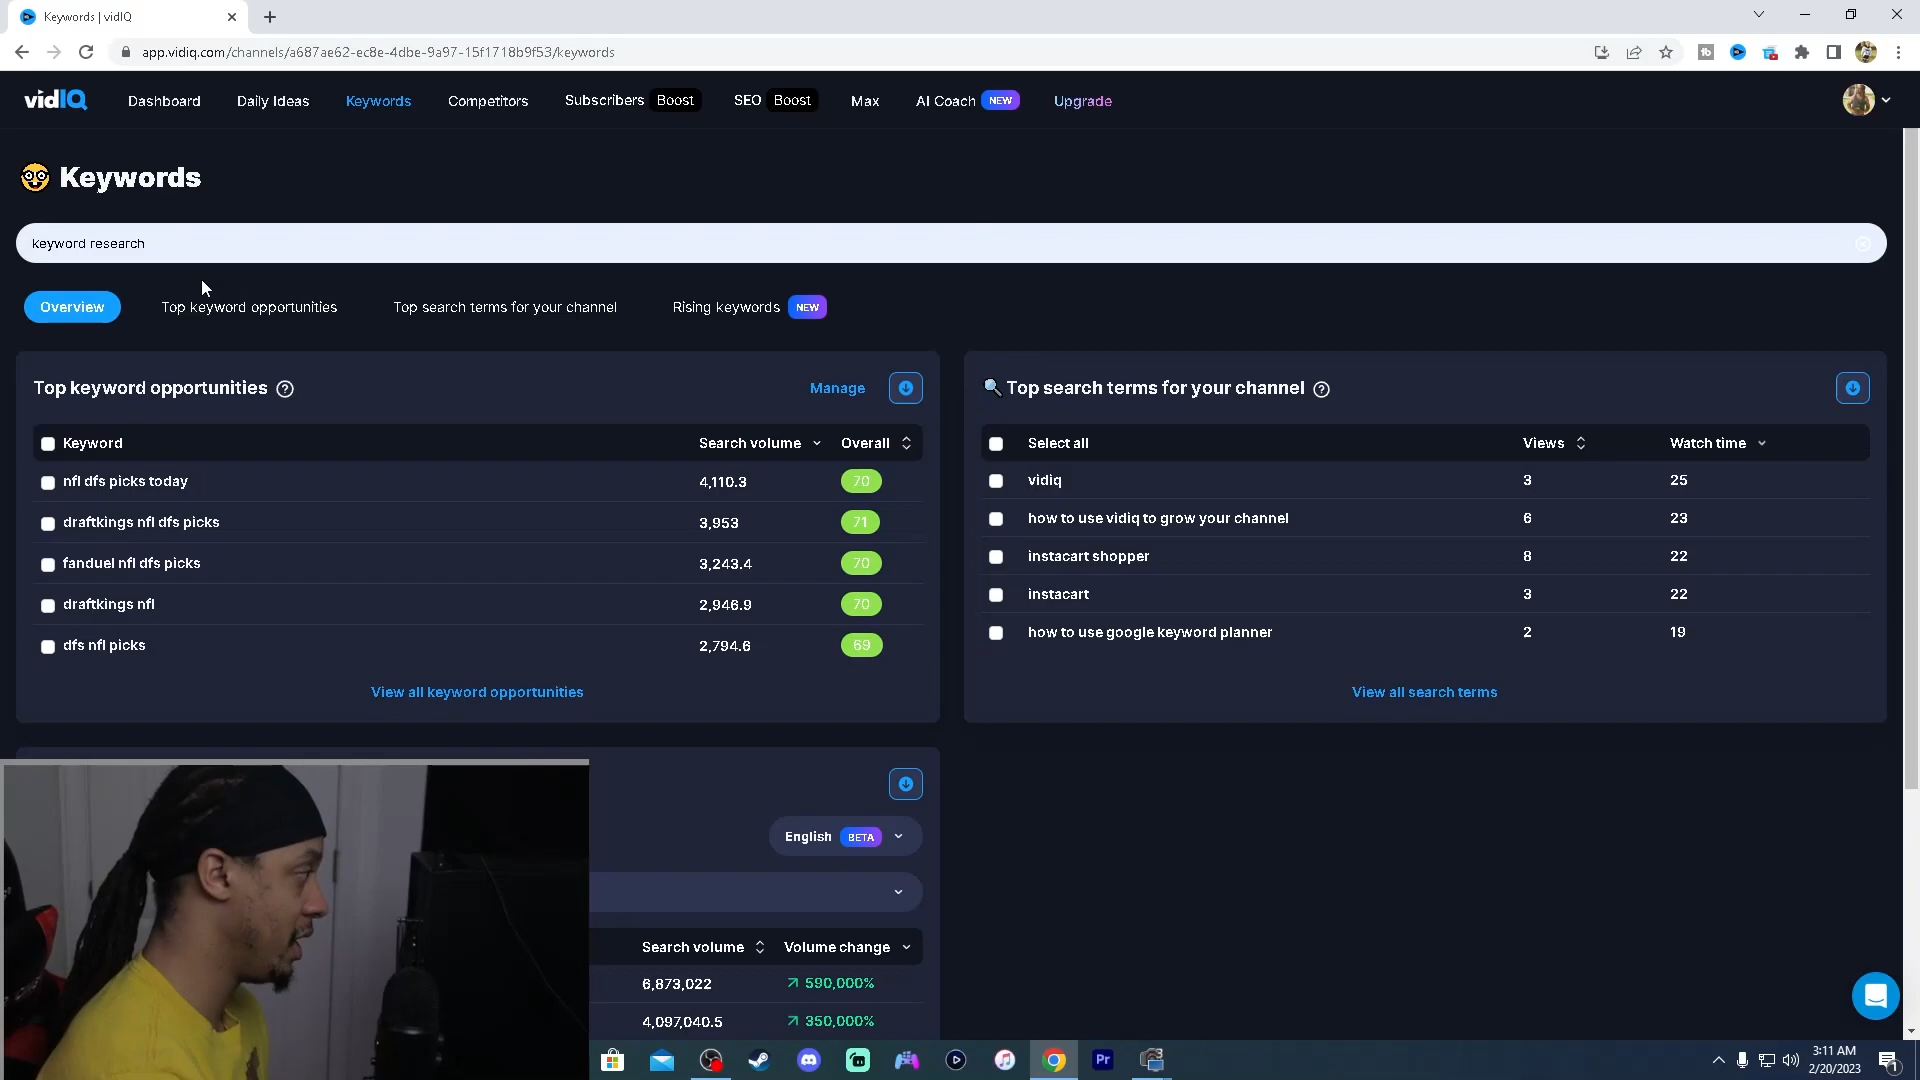 Keywords | vidIQ
app.vidiq.com/channels/a687ae62-ec8e-4dbe-9a97-15f1718b9f53/keywords
vidIQ Dashboard Daily Ideas Keywords Competitors Subscribers Boost SEO Boost Max AI Coach NEW Upgrade
Keywords
keyword research
Overview Top keyword opportunities Top search terms for your channel Rising keywords NEW
Top keyword opportunities Manage
Keyword Search volume Overall
nfl dfs picks today 4,110.3 70
draftkings nfl dfs picks 3,953 71
fanduel nfl dfs picks 3,243.4 70
draftkings nfl 2,946.9 70
dfs nfl picks 2,794.6 69
View all keyword opportunities
Top search terms for your channel
Select all Views Watch time
vidiq 3 25
how to use vidiq to grow your channel 6 23
instacart shopper 8 22
instacart 3 22
how to use google keyword planner 2 19
View all search terms
English BETA
Search volume Volume change
6,873,022 590,000%
4,097,040.5 350,000%
Pr
3:11 AM
2/20/2023
1